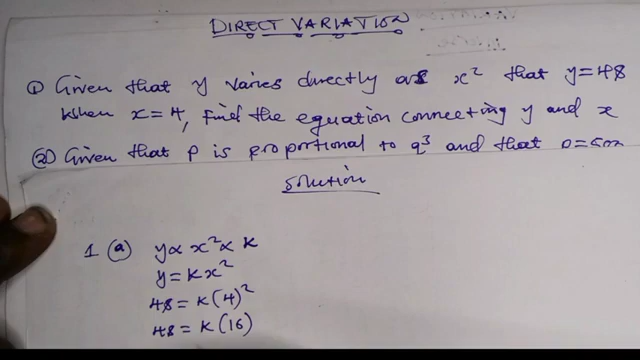 DIRECT VARIATION
① Given that y varies directly as x² that y=48
when x=4, Find the equation connecting y and x
② Given that P is proportional to q³ and that
Solution
1 (a) y∝ x²∝ k
y = Kx²
48 = K(4)²
48 = K(16)